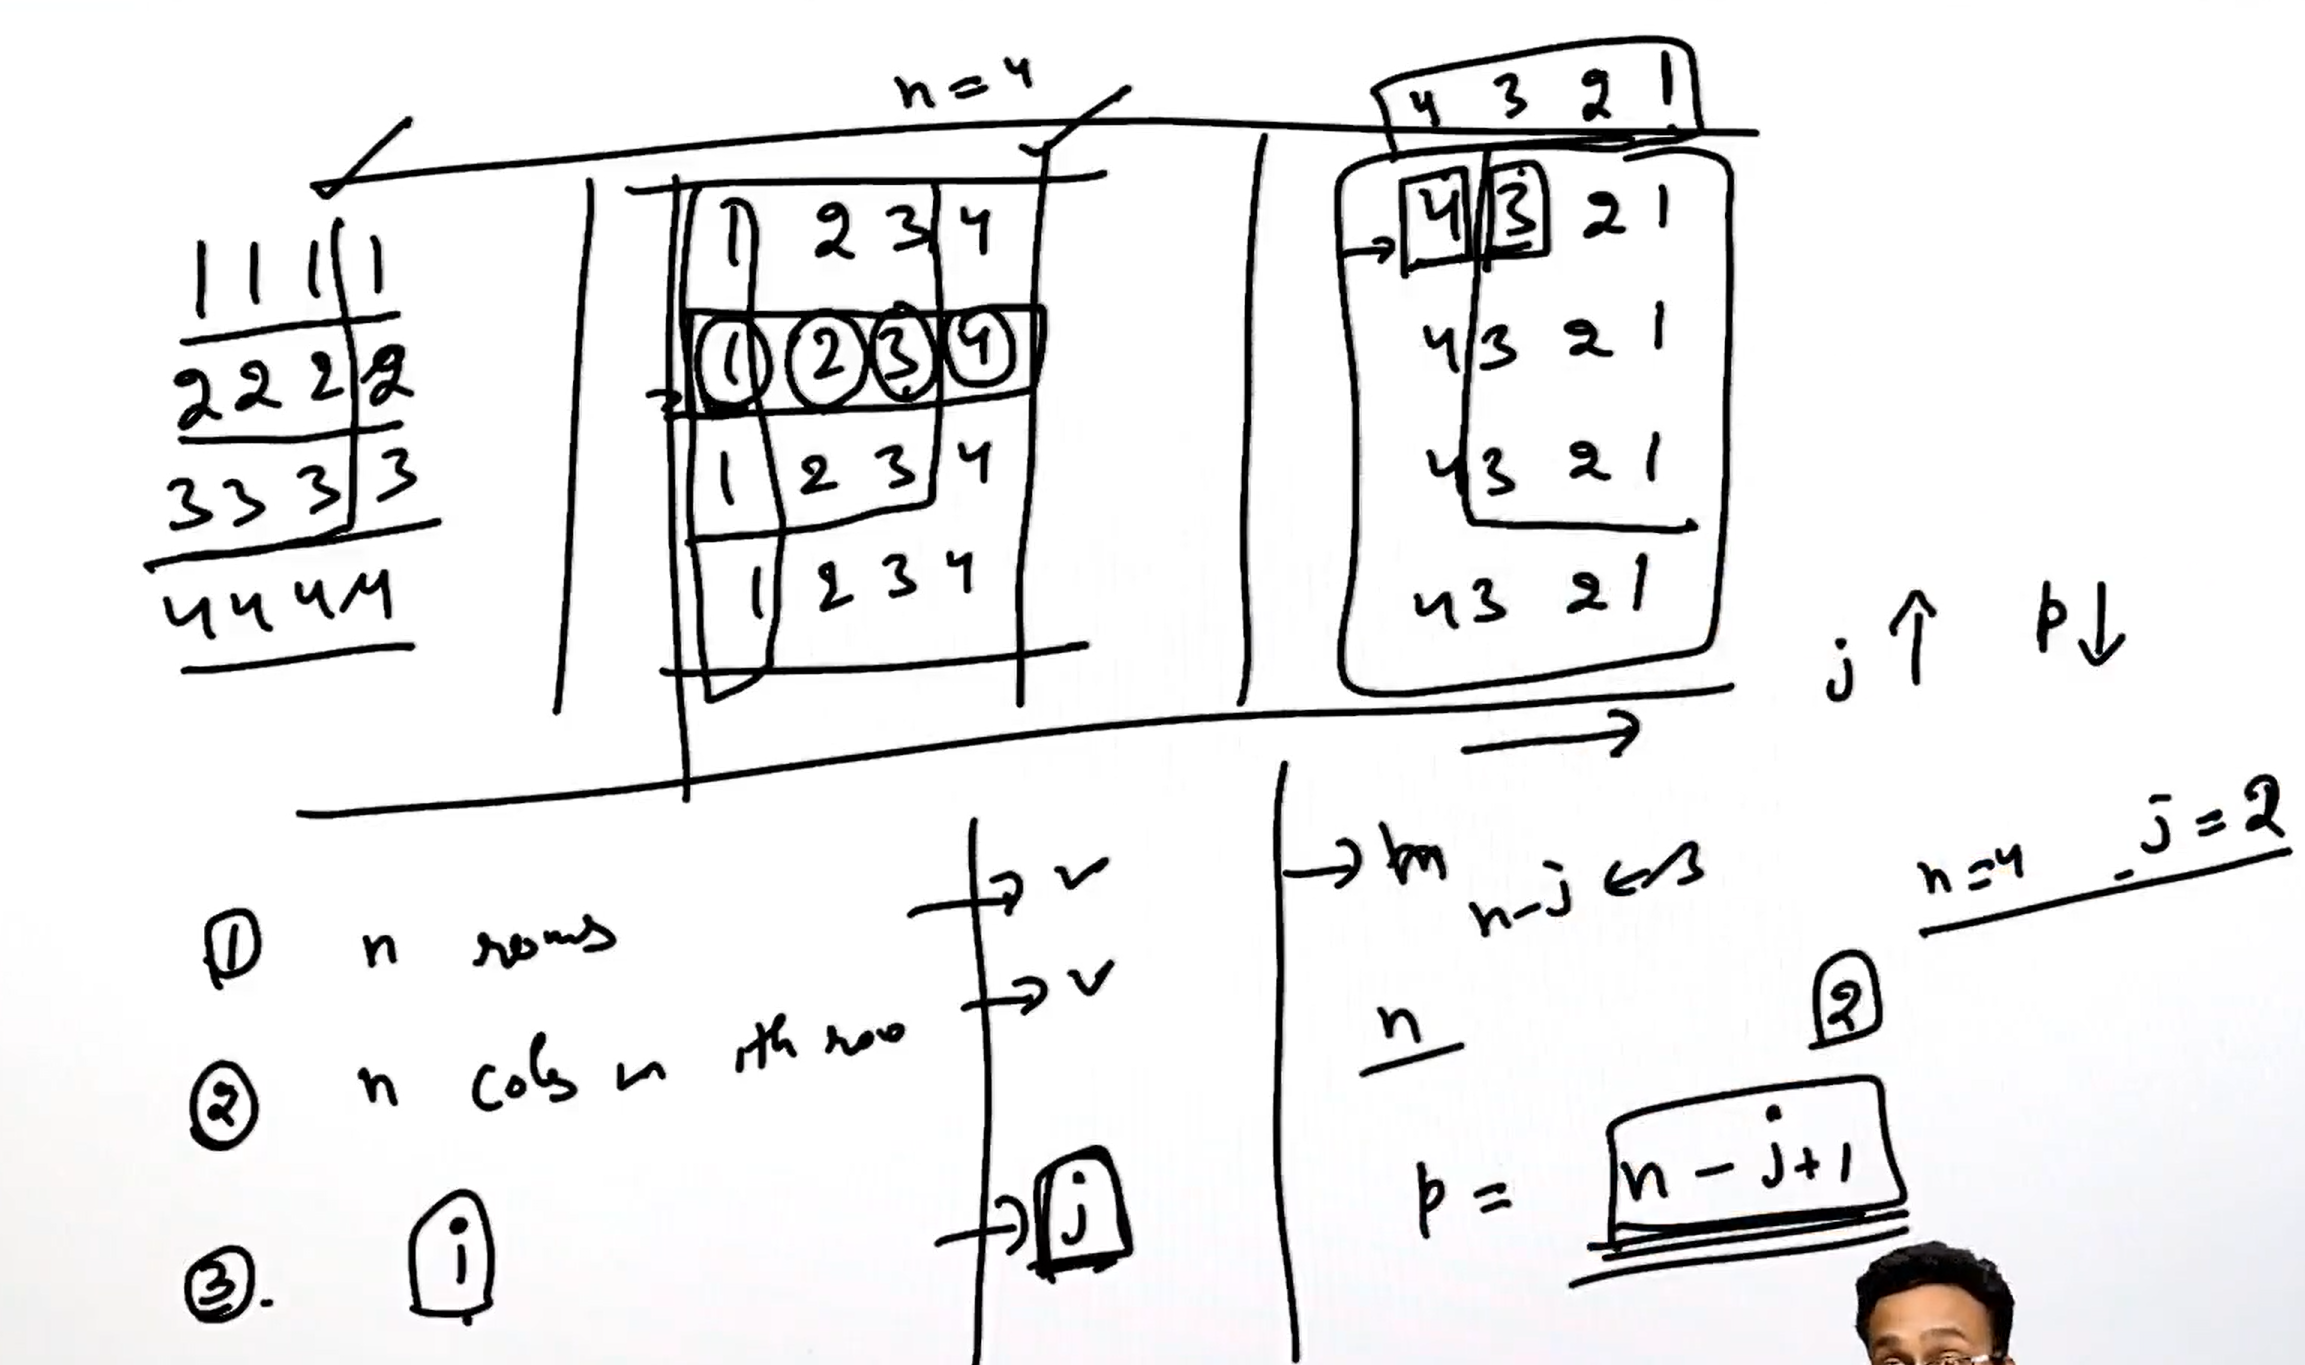 n=4
4 3 2 1
1 1 1 1
2 2 2 2
3 3 3 3
4 4 4 4
1 2 3 4
1 2 3 4
1 2 3 4
1 2 3 4
4 3 2 1
4 3 2 1
4 3 2 1
4 3 2 1
j ↑ p ↓
① n rows
② n cols in ith row
③. i
→ ✓
→ ✓
→ j
n-j
n=4 j=2
n
2
p = n-j+1